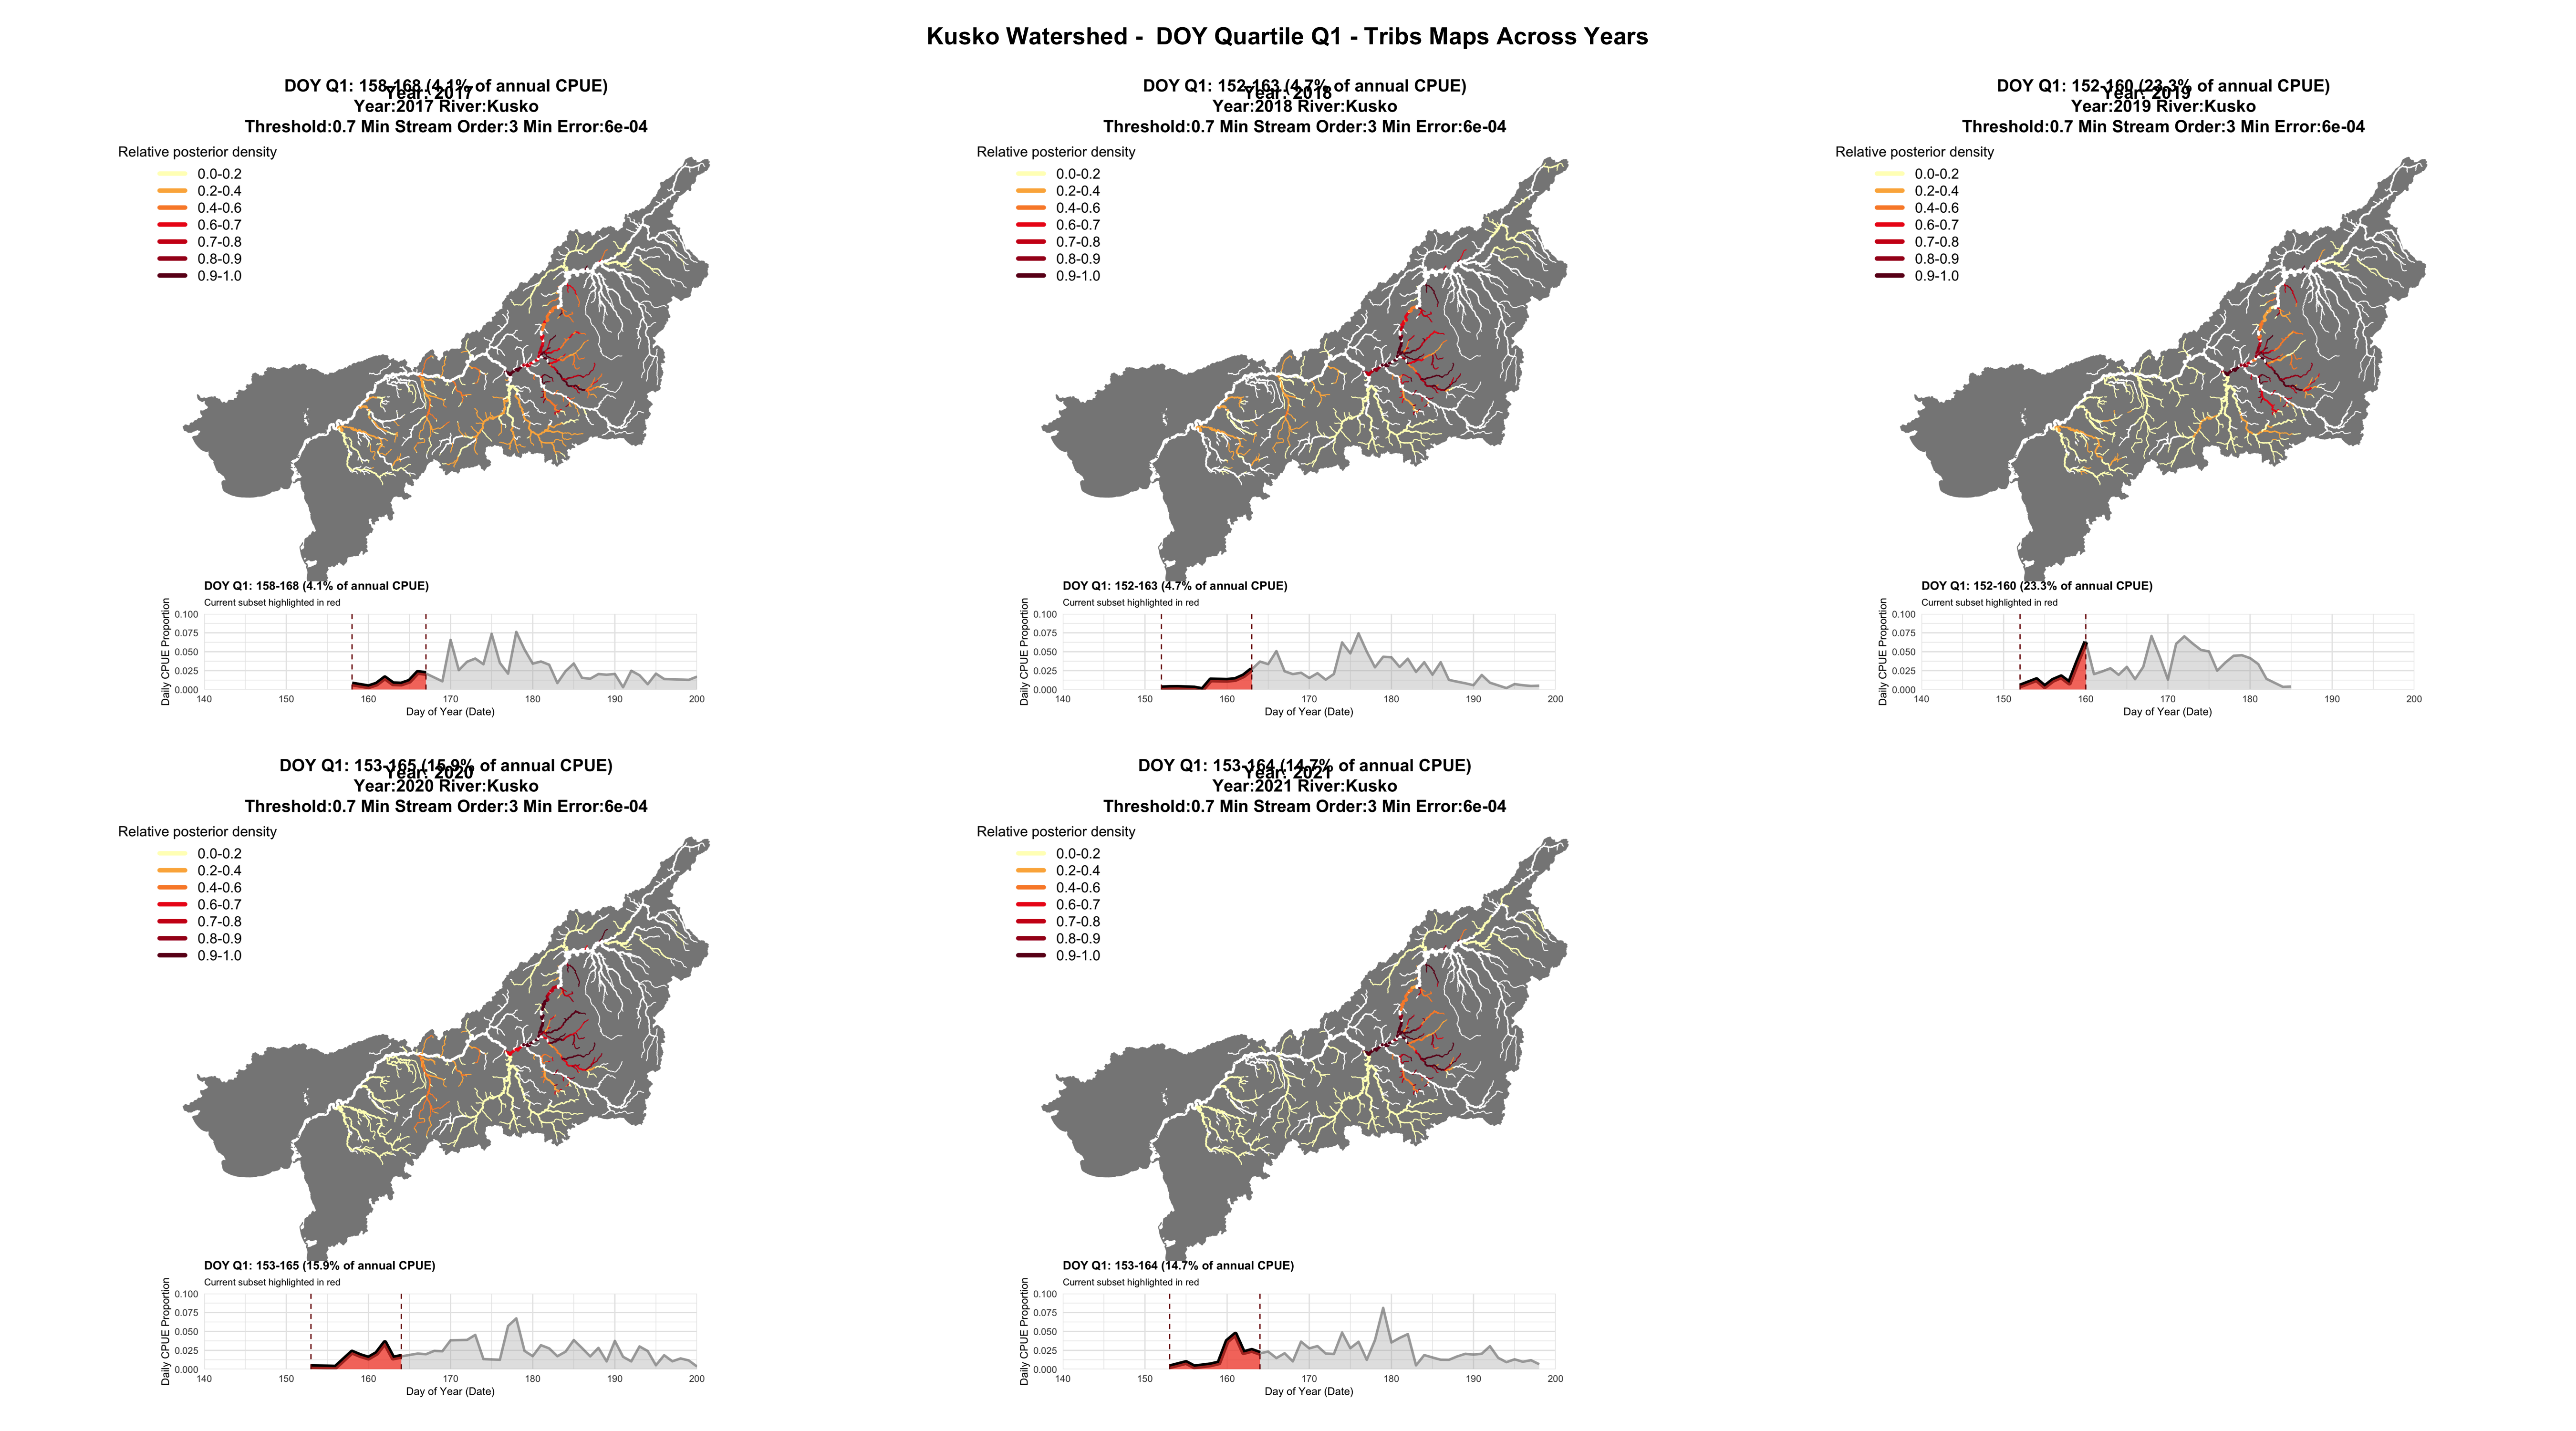 Kusko Watershed -  DOY Quartile Q1 - Tribs Maps Across Years
DOY Q1: 158-168 (4.1% of annual CPUE)
Year: 2017
Year:2017 River:Kusko
Threshold:0.7 Min Stream Order:3 Min Error:6e-04
Relative posterior density
0.0-0.2
0.2-0.4
0.4-0.6
0.6-0.7
0.7-0.8
0.8-0.9
0.9-1.0
DOY Q1: 158-168 (4.1% of annual CPUE)
Current subset highlighted in red
Daily CPUE Proportion
0.100
0.075
0.050
0.025
0.000
140 150 160 170 180 190 200
Day of Year (Date)
DOY Q1: 152-163 (4.7% of annual CPUE)
Year: 2018
Year:2018 River:Kusko
Threshold:0.7 Min Stream Order:3 Min Error:6e-04
Relative posterior density
0.0-0.2
0.2-0.4
0.4-0.6
0.6-0.7
0.7-0.8
0.8-0.9
0.9-1.0
DOY Q1: 152-163 (4.7% of annual CPUE)
Current subset highlighted in red
Daily CPUE Proportion
0.100
0.075
0.050
0.025
0.000
140 150 160 170 180 190 200
Day of Year (Date)
DOY Q1: 152-160 (23.3% of annual CPUE)
Year: 2019
Year:2019 River:Kusko
Threshold:0.7 Min Stream Order:3 Min Error:6e-04
Relative posterior density
0.0-0.2
0.2-0.4
0.4-0.6
0.6-0.7
0.7-0.8
0.8-0.9
0.9-1.0
DOY Q1: 152-160 (23.3% of annual CPUE)
Current subset highlighted in red
Daily CPUE Proportion
0.100
0.075
0.050
0.025
0.000
140 150 160 170 180 190 200
Day of Year (Date)
DOY Q1: 153-165 (15.9% of annual CPUE)
Year: 2020
Year:2020 River:Kusko
Threshold:0.7 Min Stream Order:3 Min Error:6e-04
Relative posterior density
0.0-0.2
0.2-0.4
0.4-0.6
0.6-0.7
0.7-0.8
0.8-0.9
0.9-1.0
DOY Q1: 153-165 (15.9% of annual CPUE)
Current subset highlighted in red
Daily CPUE Proportion
0.100
0.075
0.050
0.025
0.000
140 150 160 170 180 190 200
Day of Year (Date)
DOY Q1: 153-164 (14.7% of annual CPUE)
Year: 2021
Year:2021 River:Kusko
Threshold:0.7 Min Stream Order:3 Min Error:6e-04
Relative posterior density
0.0-0.2
0.2-0.4
0.4-0.6
0.6-0.7
0.7-0.8
0.8-0.9
0.9-1.0
DOY Q1: 153-164 (14.7% of annual CPUE)
Current subset highlighted in red
Daily CPUE Proportion
0.100
0.075
0.050
0.025
0.000
140 150 160 170 180 190 200
Day of Year (Date)